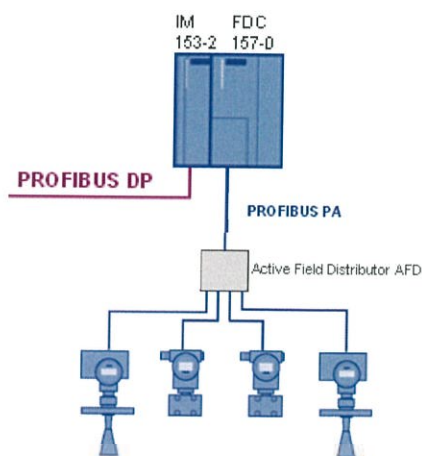 IM FDC
153-2 157-0
PROFIBUS DP
PROFIBUS PA
Active Field Distributor AFD